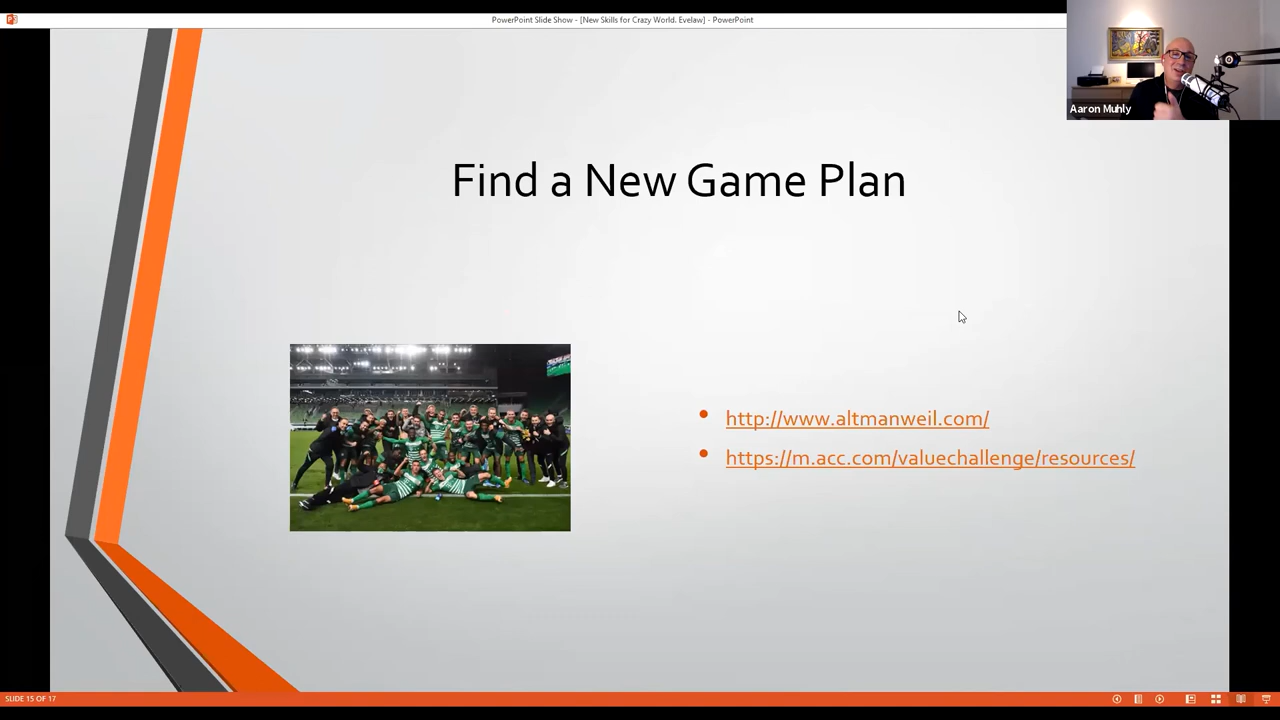 PowerPoint Slide Show - [New Skills for Crazy World. Evelaw] - PowerPoint
Aaron Muhly
Find a New Game Plan
http://www.altmanweil.com/
https://m.acc.com/valuechallenge/resources/
SLIDE 15 OF 17